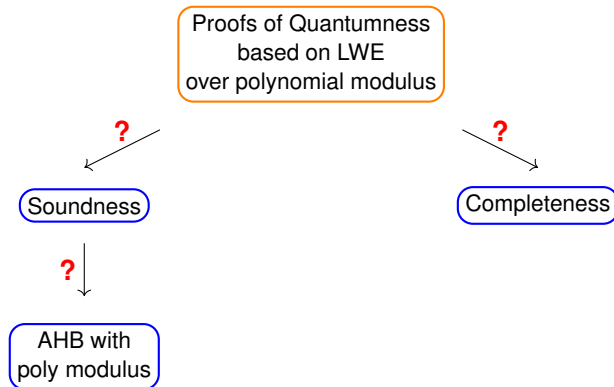 Proofs of Quantumness
based on LWE
over polynomial modulus
?
?
Soundness
Completeness
?
AHB with
poly modulus